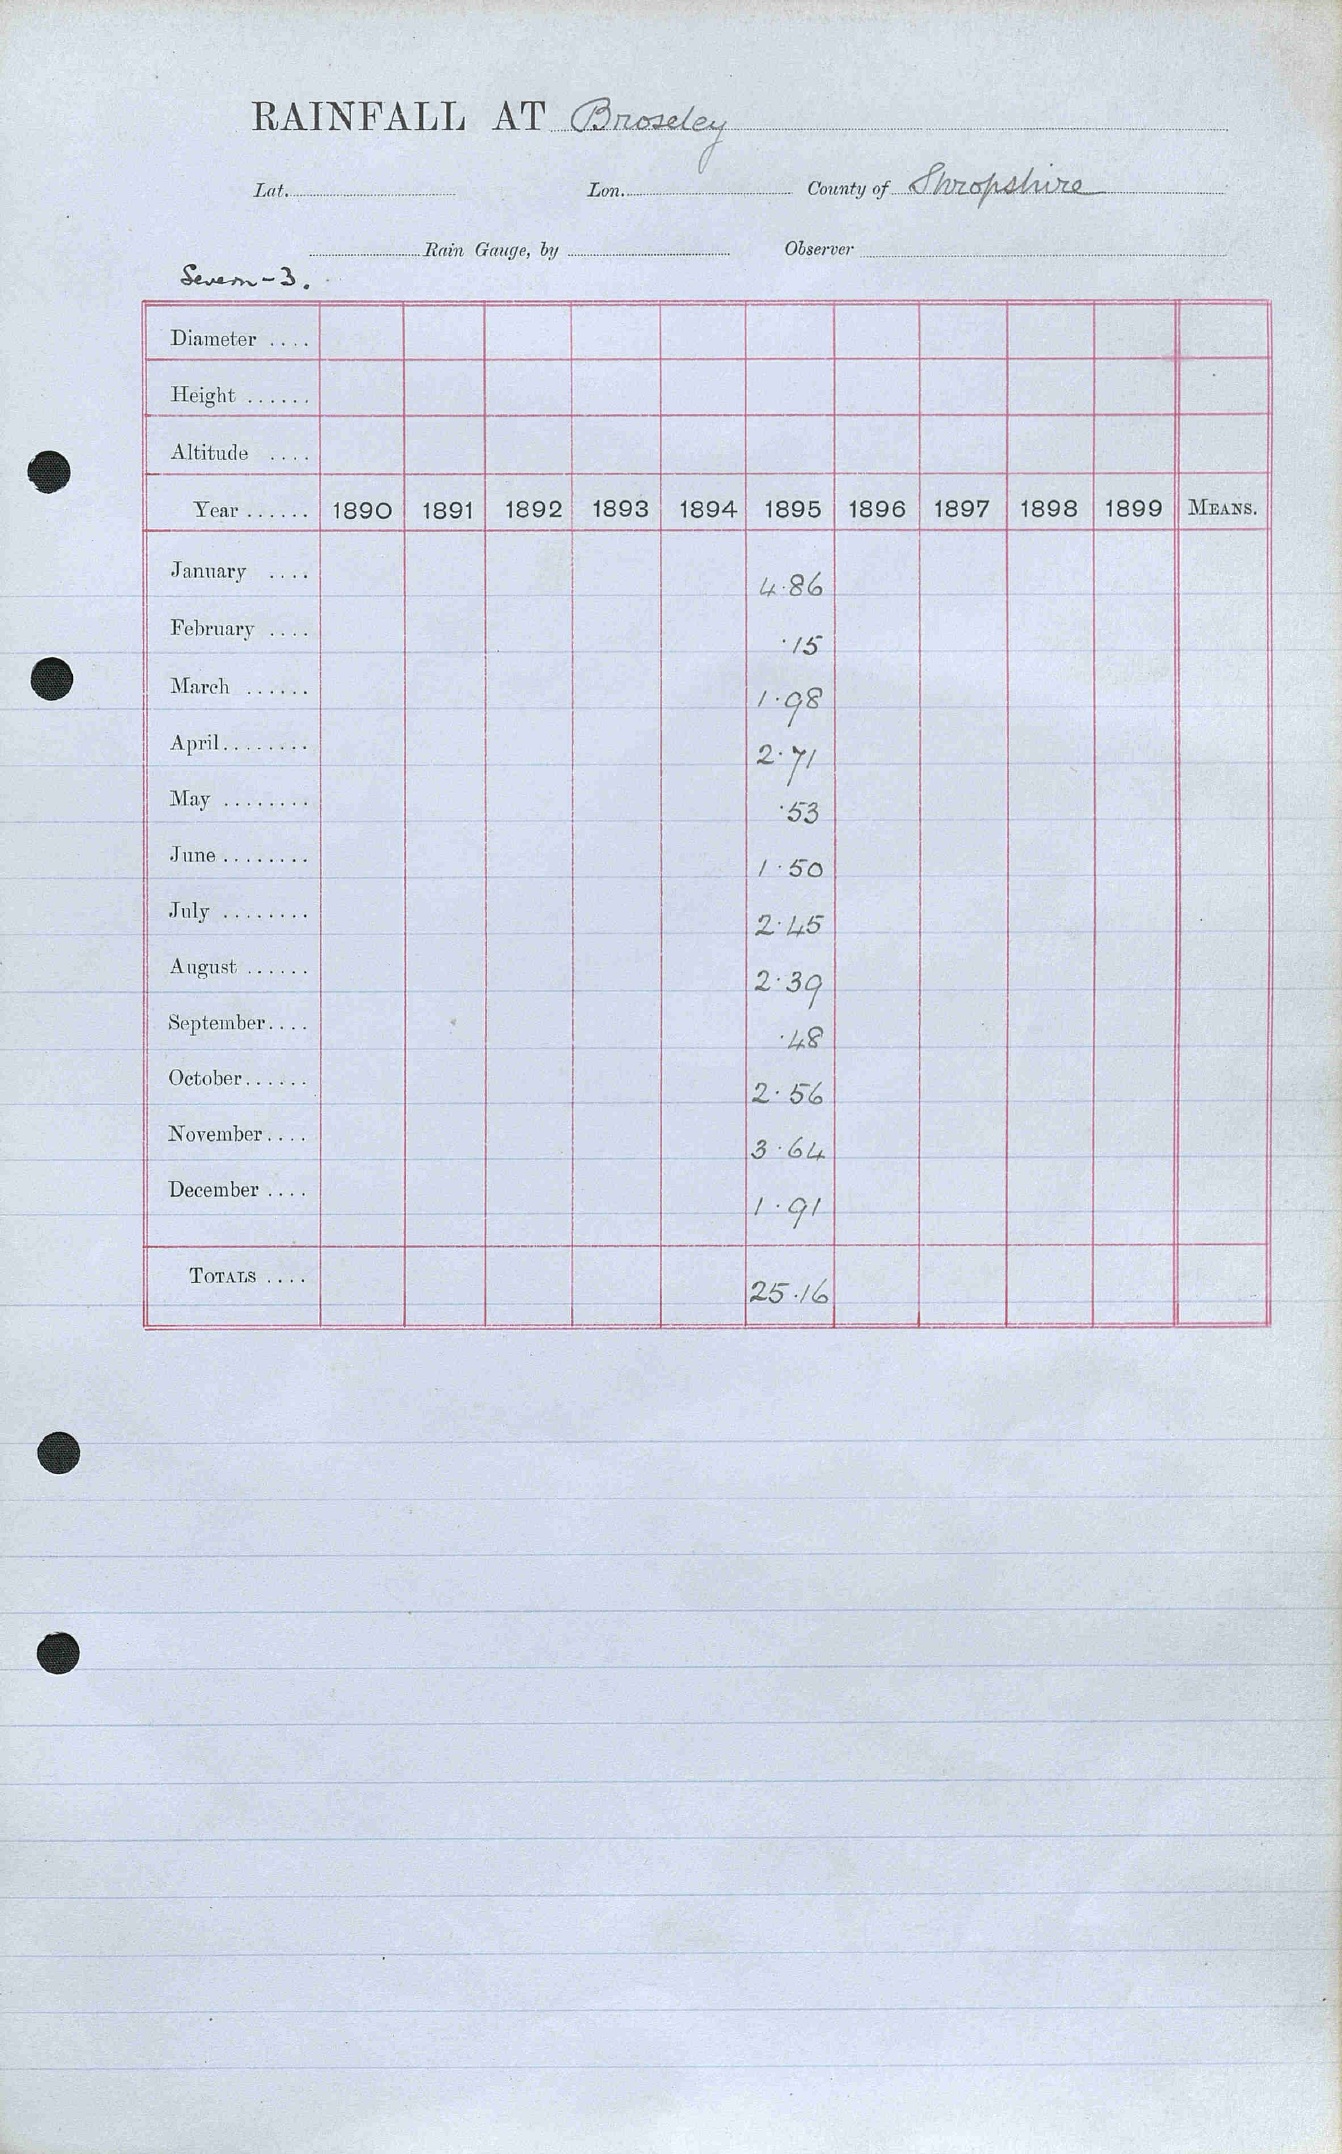 RAINFALL AT Broseley
Lat. Lon. County of Shropshire
Rain Gauge, by Observer
Severn-3.
Diameter ....
Height ......
Altitude ....
Year ...... 1890 1891 1892 1893 1894 1895 1896 1897 1898 1899 MEANS.
January .... 4.86
February .... .15
March ...... 1.98
April........ 2.71
May ........ .53
June ........ 1.50
July ........ 2.45
August ...... 2.39
September.... .48
October...... 2.56
November.... 3.64
December .... 1.91
TOTALS .... 25.16